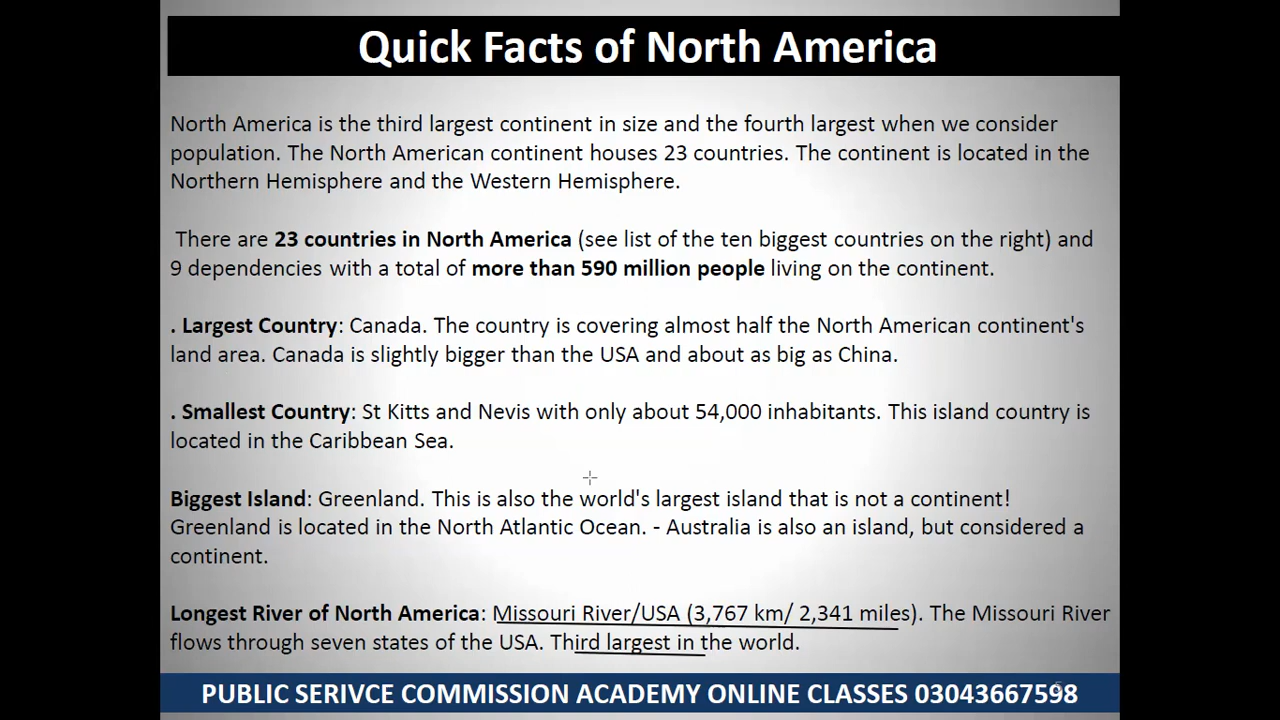 Quick Facts of North America
North America is the third largest continent in size and the fourth largest when we consider
population. The North American continent houses 23 countries. The continent is located in the
Northern Hemisphere and the Western Hemisphere.
There are 23 countries in North America (see list of the ten biggest countries on the right) and
9 dependencies with a total of more than 590 million people living on the continent.
. Largest Country: Canada. The country is covering almost half the North American continent's
land area. Canada is slightly bigger than the USA and about as big as China.
. Smallest Country: St Kitts and Nevis with only about 54,000 inhabitants. This island country is
located in the Caribbean Sea.
Biggest Island: Greenland. This is also the world's largest island that is not a continent!
Greenland is located in the North Atlantic Ocean. - Australia is also an island, but considered a
continent.
Longest River of North America: Missouri River/USA (3,767 km/ 2,341 miles). The Missouri River
flows through seven states of the USA. Third largest in the world.
PUBLIC SERIVCE COMMISSION ACADEMY ONLINE CLASSES 03043667598
5